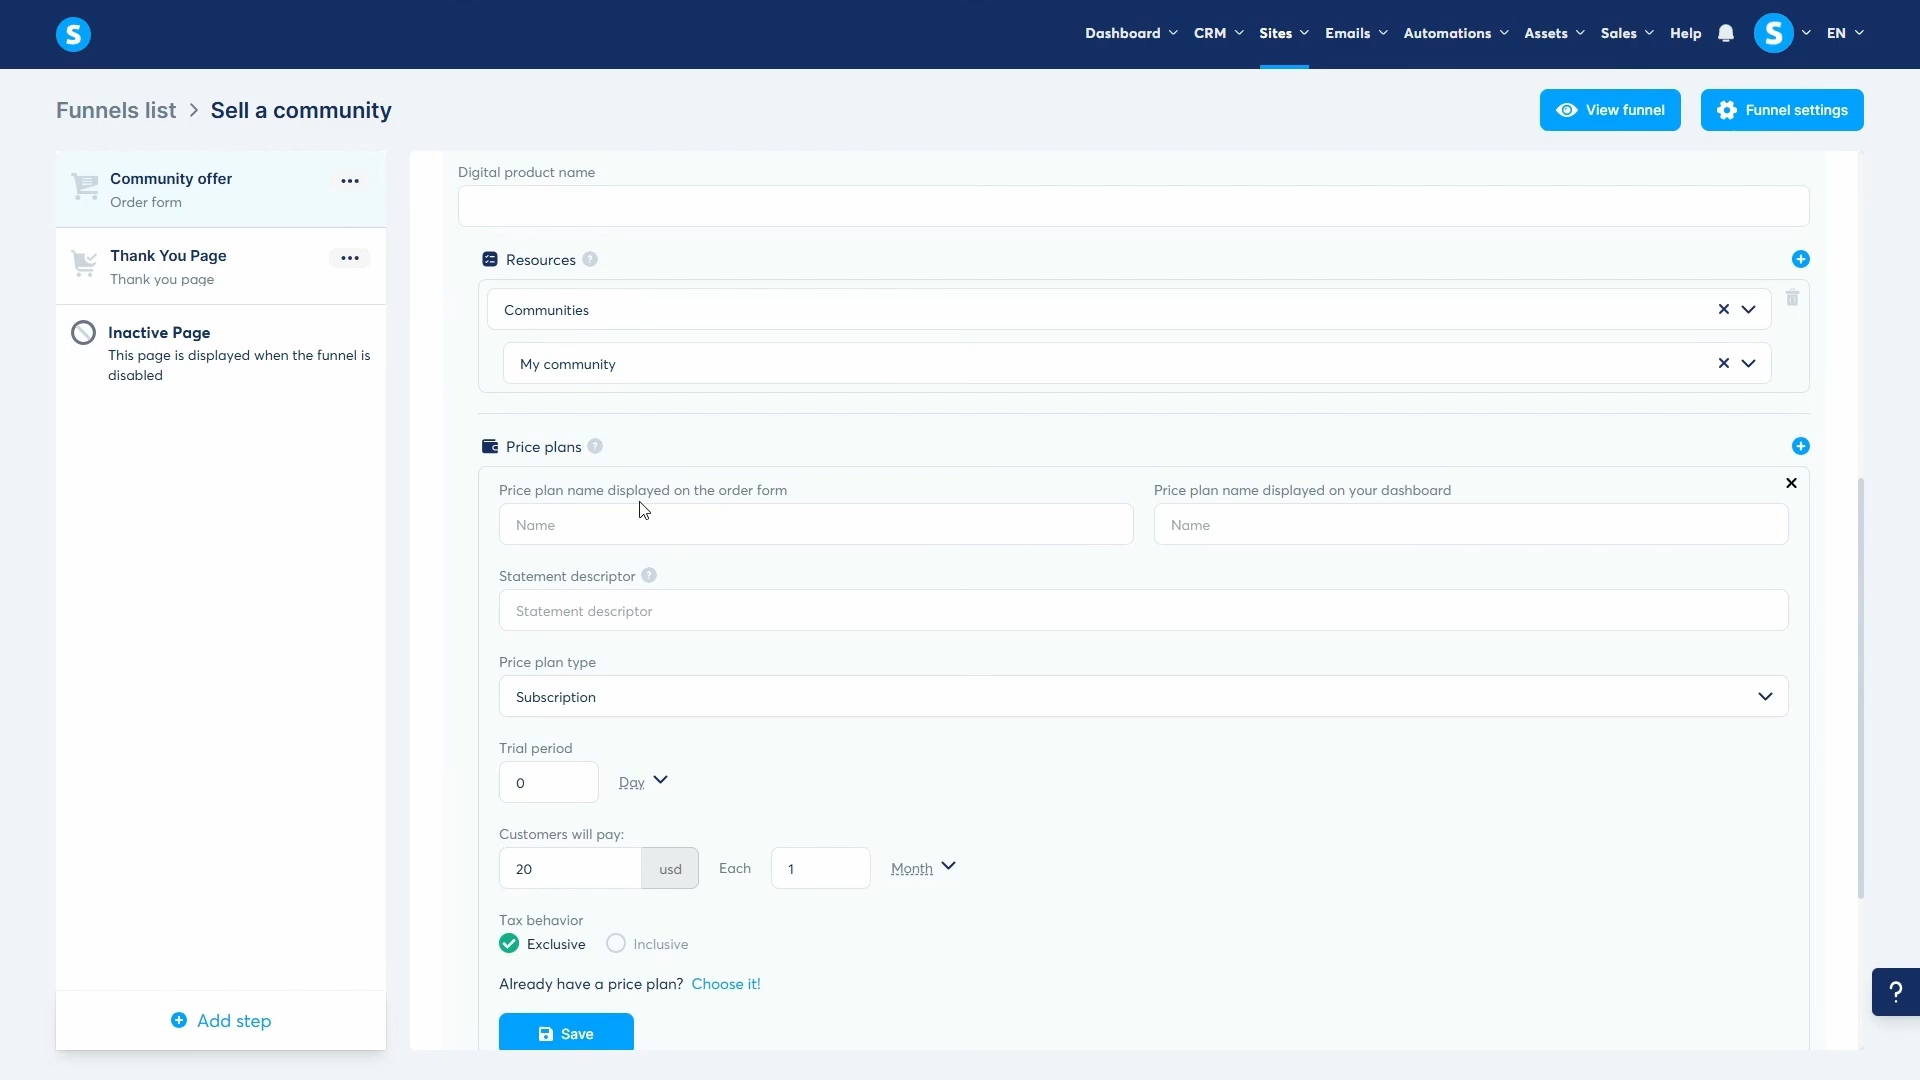 S
Dashboard
CRM
Sites
Emails
Automations
Assets
Sales
Help
S
EN
Funnels list > Sell a community
View funnel
Funnel settings
Community offer
Order form
Thank You Page
Thank you page
Inactive Page
This page is displayed when the funnel is
disabled
Add step
Digital product name
Resources ?
Communities
My community
Price plans ?
Price plan name displayed on the order form
Name
Price plan name displayed on your dashboard
Name
Statement descriptor ?
Statement descriptor
Price plan type
Subscription
Trial period
0 Day
Customers will pay:
20 usd Each 1 Month
Tax behavior
Exclusive Inclusive
Already have a price plan? Choose it!
Save
?